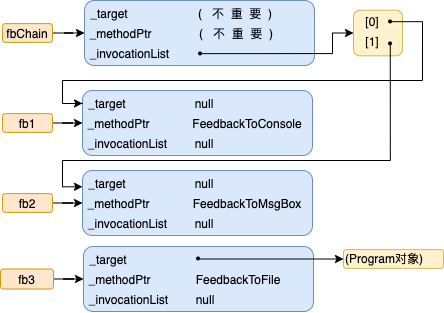 fbChain
_target ( 不 重 要 )
_methodPtr ( 不 重 要 )
_invocationList
[0]
[1]
fb1
_target null
_methodPtr FeedbackToConsole
_invocationList null
fb2
_target null
_methodPtr FeedbackToMsgBox
_invocationList null
fb3
_target
_methodPtr FeedbackToFile
_invocationList null
(Program对象)